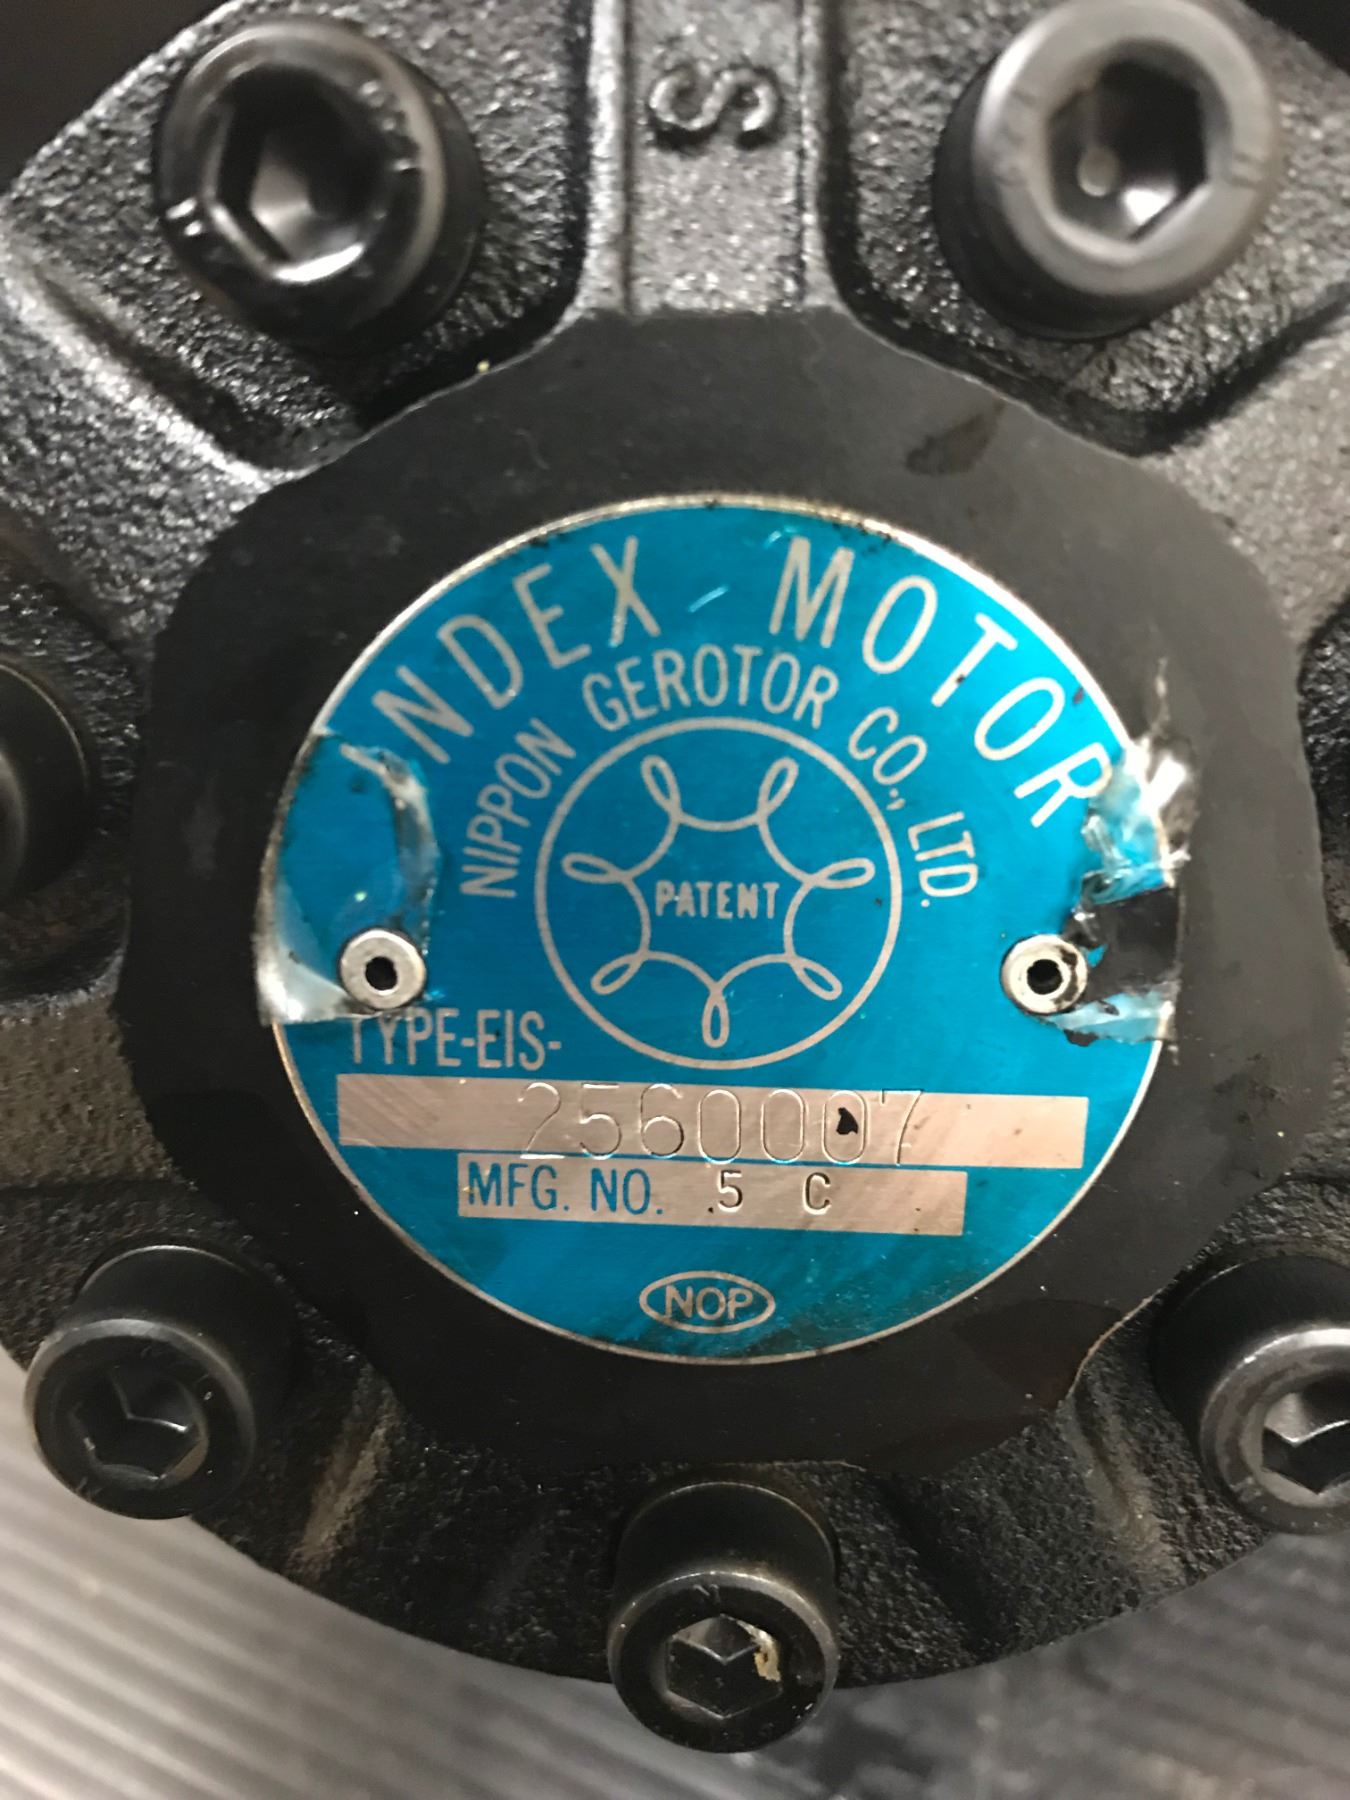 S
INDEX MOTOR
NIPPON GEROTOR CO., LTD.
PATENT
TYPE-EIS-
2560007
MFG. NO. 5 C
NOP